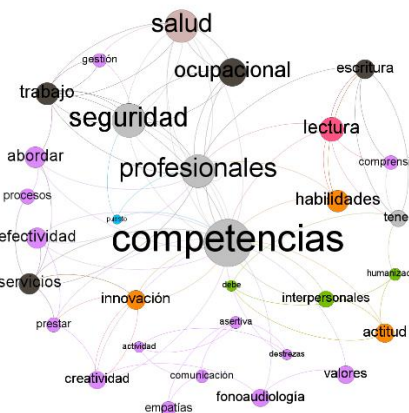 salud
gestión
ocupacional
escritura
trabajo
seguridad
lectura
abordar
profesionales
comprens
procesos
habilidades
puesto
tene
efectividad
competencias
humanizad
servicios
debe
innovación
interpersonales
prestar
asertiva
actitud
actividad
destrezas
creatividad
comunicación
valores
fonoaudiología
empatías